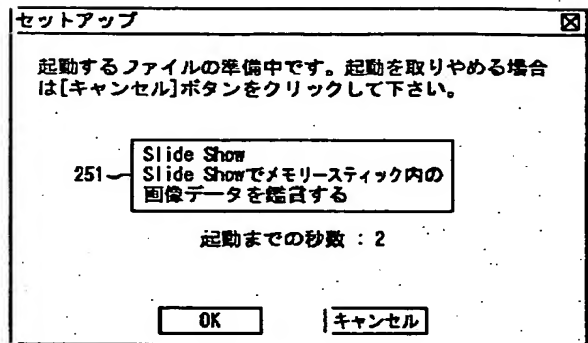 セットアップ
起動するファイルの準備中です。起動を取りやめる場合
は[キャンセル]ボタンをクリックして下さい。
251
Slide Show
Slide Showでメモリースティック内の
画像データを鑑賞する
起動までの秒数 : 2
OK
キャンセル